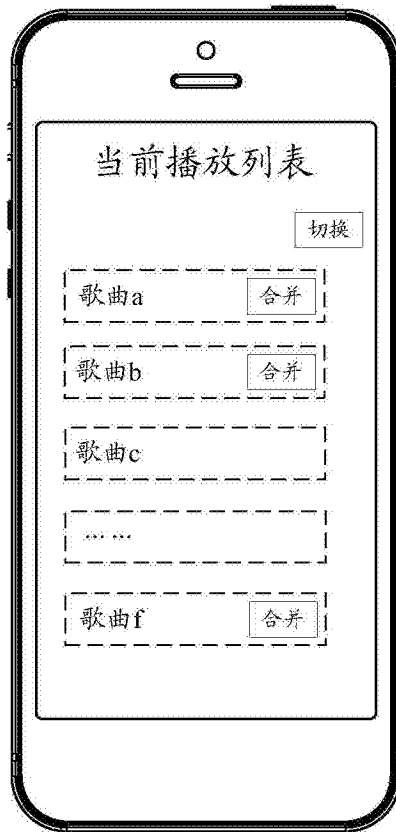 当前播放列表
切换
歌曲a 合并
歌曲b 合并
歌曲c
……
歌曲f 合并